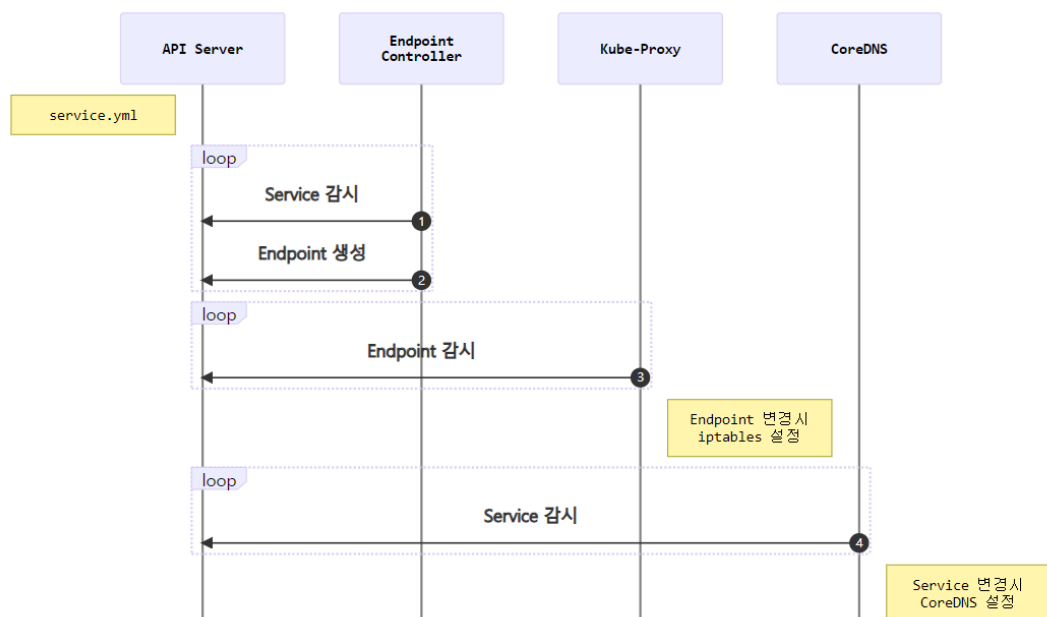 API Server
Endpoint
Controller
Kube-Proxy
CoreDNS
service.yml
loop
Service 감시
1
Endpoint 생성
2
loop
Endpoint 감시
3
Endpoint 변경시
iptables 설정
loop
Service 감시
4
Service 변경시
CoreDNS 설정